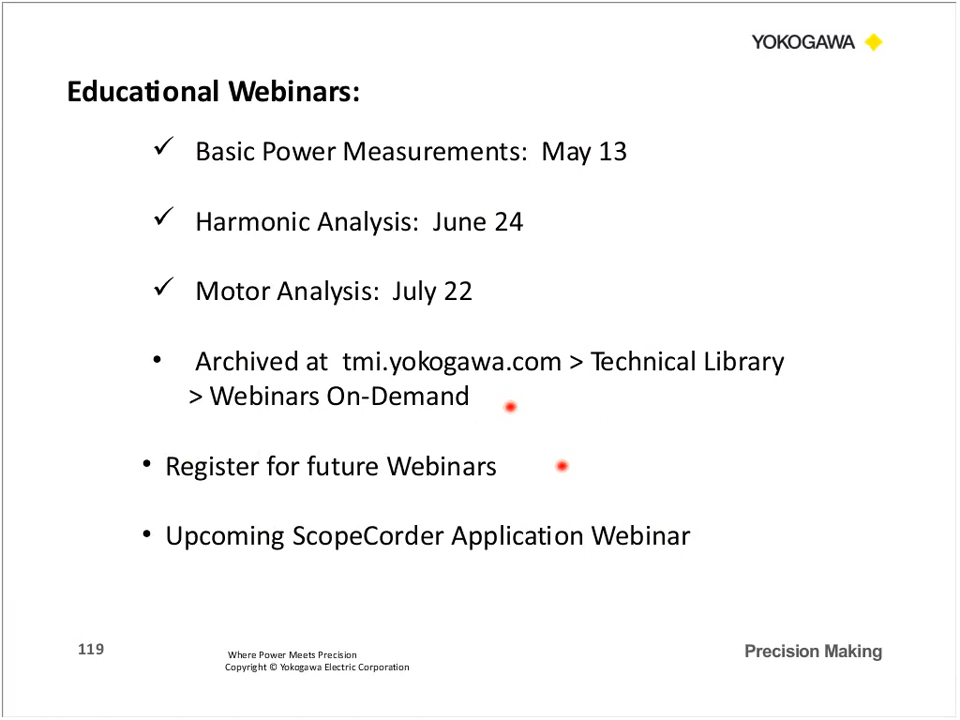 YOKOGAWA
Educational Webinars:
✓ Basic Power Measurements: May 13
✓ Harmonic Analysis: June 24
✓ Motor Analysis: July 22
• Archived at tmi.yokogawa.com > Technical Library
> Webinars On-Demand
• Register for future Webinars
• Upcoming ScopeCorder Application Webinar
119
Where Power Meets Precision
Copyright © Yokogawa Electric Corporation
Precision Making